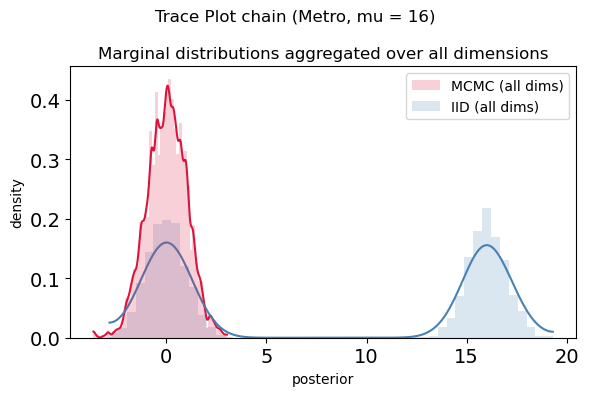 Trace Plot chain (Metro, mu = 16)
Marginal distributions aggregated over all dimensions
MCMC (all dims)
IID (all dims)
density
0.4
0.3
0.2
0.1
0.0
0
5
10
15
20
posterior